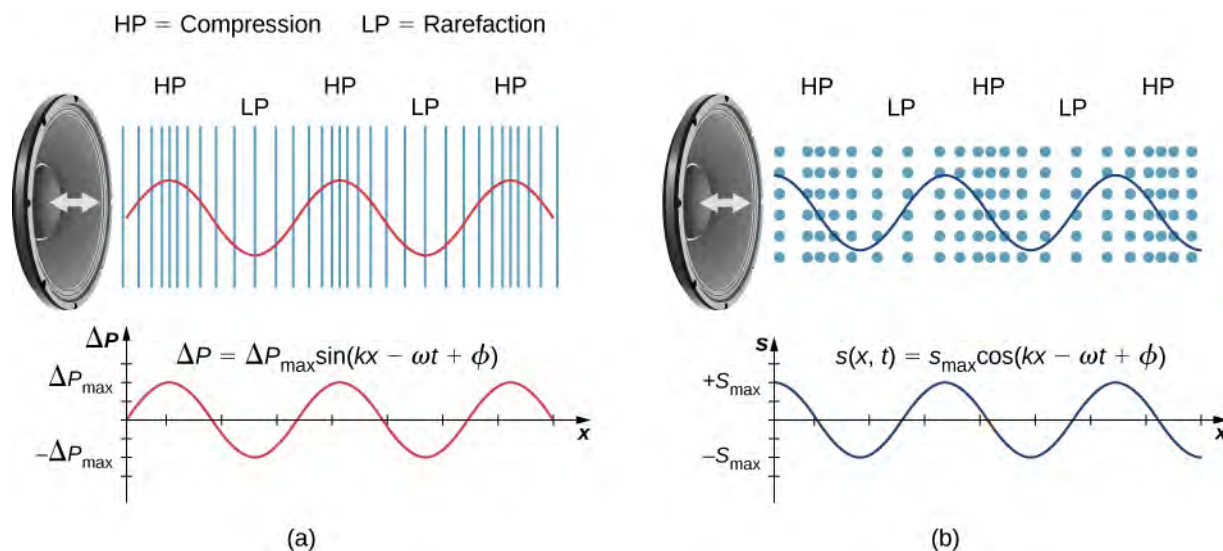 HP = Compression LP = Rarefaction
HP HP HP
LP LP
ΔP
ΔP = ΔPmaxsin(kx − ωt + ϕ)
ΔPmax
x
−ΔPmax
(a)
HP HP HP
LP LP
s
s(x, t) = smaxcos(kx − ωt + ϕ)
+Smax
x
−Smax
(b)